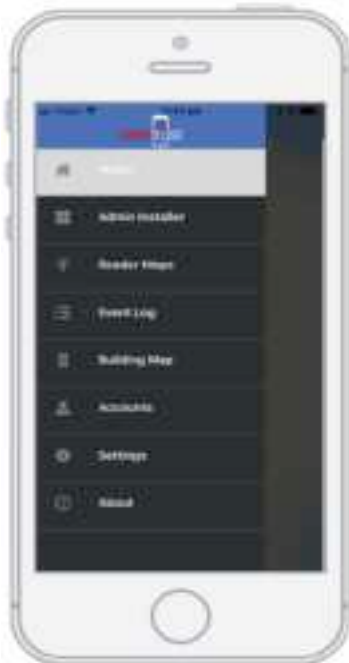 Admin Installer
Reader Maps
Event Log
Building Map
Accounts
Settings
About